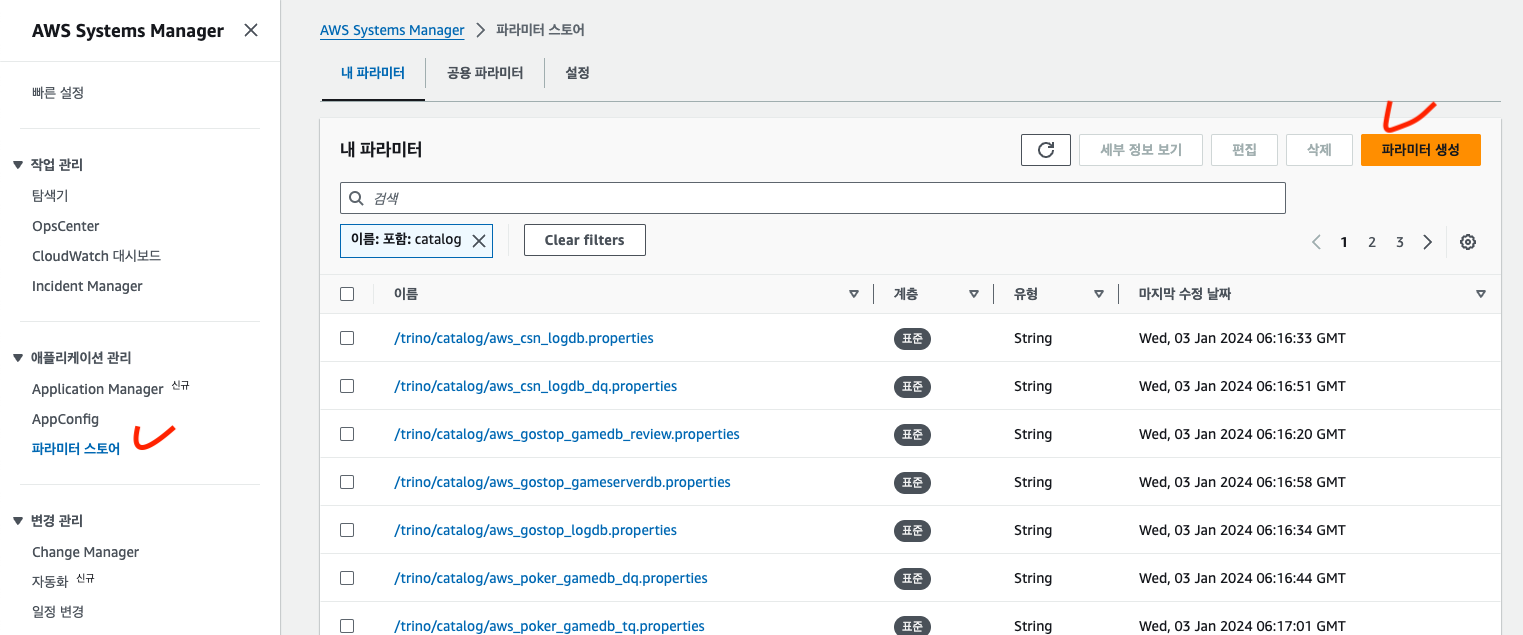 AWS Systems Manager
빠른 설정
작업 관리
탐색기
OpsCenter
CloudWatch 대시보드
Incident Manager
애플리케이션 관리
Application Manager 신규
AppConfig
파라미터 스토어
변경 관리
Change Manager
자동화 신규
일정 변경
AWS Systems Manager > 파라미터 스토어
내 파라미터 공용 파라미터 설정
내 파라미터 세부 정보 보기 편집 삭제 파라미터 생성
검색
이름: 포함: catalog Clear filters 1 2 3
이름 계층 유형 마지막 수정 날짜
/trino/catalog/aws_csn_logdb.properties 표준 String Wed, 03 Jan 2024 06:16:33 GMT
/trino/catalog/aws_csn_logdb_dq.properties 표준 String Wed, 03 Jan 2024 06:16:51 GMT
/trino/catalog/aws_gostop_gamedb_review.properties 표준 String Wed, 03 Jan 2024 06:16:20 GMT
/trino/catalog/aws_gostop_gameserverdb.properties 표준 String Wed, 03 Jan 2024 06:16:58 GMT
/trino/catalog/aws_gostop_logdb.properties 표준 String Wed, 03 Jan 2024 06:16:34 GMT
/trino/catalog/aws_poker_gamedb_dq.properties 표준 String Wed, 03 Jan 2024 06:16:44 GMT
/trino/catalog/aws_poker_gamedb_tq.properties 표준 String Wed, 03 Jan 2024 06:17:01 GMT